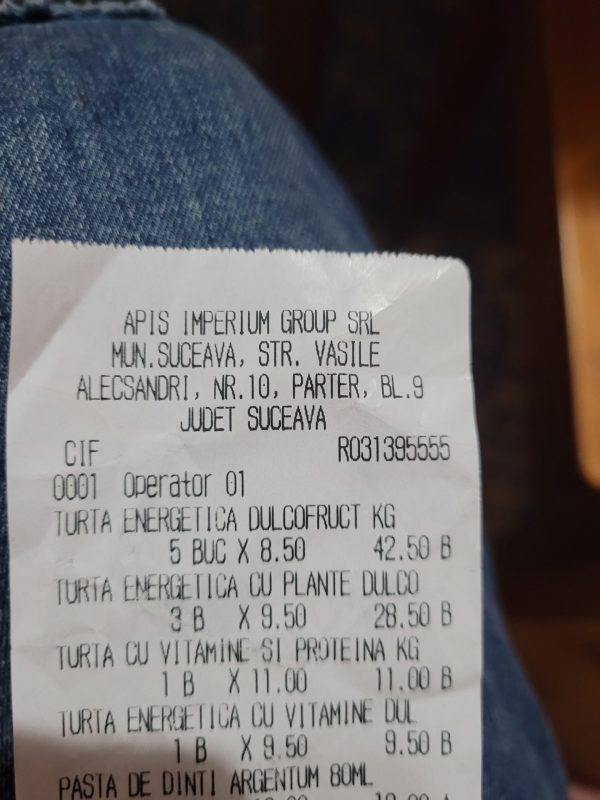 APIS IMPERIUM GROUP SRL
MUN.SUCEAVA, STR. VASILE
ALECSANDRI, NR.10, PARTER, BL.9
JUDET SUCEAVA
CIF RO31395555
0001 Operator 01
TURTA ENERGETICA DULCOFRUCT KG
5 BUC X 8.50 42.50 B
TURTA ENERGETICA CU PLANTE DULCO
3 B X 9.50 28.50 B
TURTA CU VITAMINE SI PROTEINA KG
1 B X 11.00 11.00 B
TURTA ENERGETICA CU VITAMINE DUL
1 B X 9.50 9.50 B
PASTA DE DINTI ARGENTUM 80ML